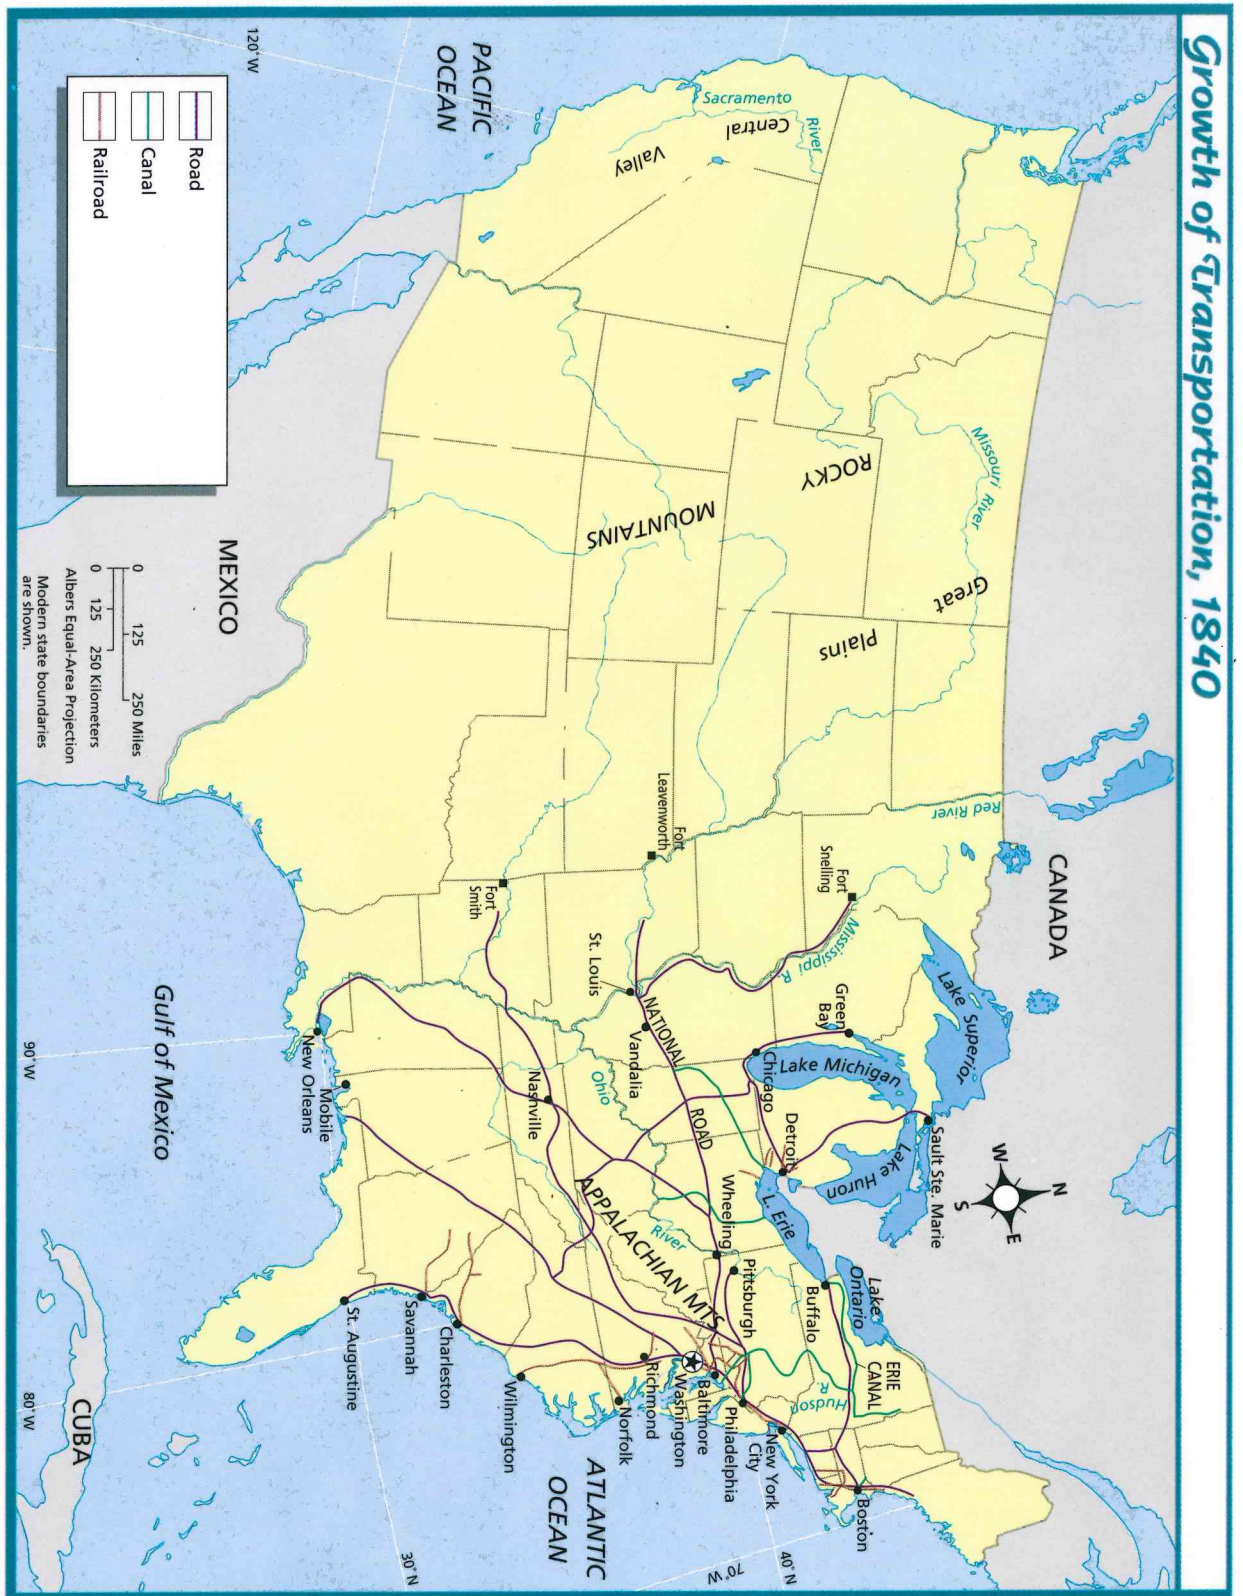 Growth of Transportation, 1840
120°W
PACIFIC
OCEAN
Road
Canal
Railroad
Sacramento
River
Central
Valley
Missouri River
ROCKY
MOUNTAINS
Great
Plains
Red River
CANADA
MEXICO
0 125 250 Miles
0 125 250 Kilometers
Albers Equal-Area Projection
Modern state boundaries
are shown.
Fort
Leavenworth
Fort
Snelling
Fort
Smith
Mississippi R.
St. Louis
NATIONAL
ROAD
Vandalia
Green
Bay
Chicago
Lake Superior
Lake Michigan
Lake Huron
Sault Ste. Marie
Detroit
L. Erie
Lake
Ontario
Ohio
River
Nashville
New Orleans
Mobile
Gulf of Mexico
90°W
N
W
E
S
Wheeling
Pittsburgh
Buffalo
ERIE
CANAL
Hudson
R.
APPALACHIAN MTS.
Boston
New York
City
Philadelphia
Baltimore
Washington
Richmond
Norfolk
Wilmington
Charleston
Savannah
St. Augustine
ATLANTIC
OCEAN
CUBA
80°W
30°N
70°W
40°N